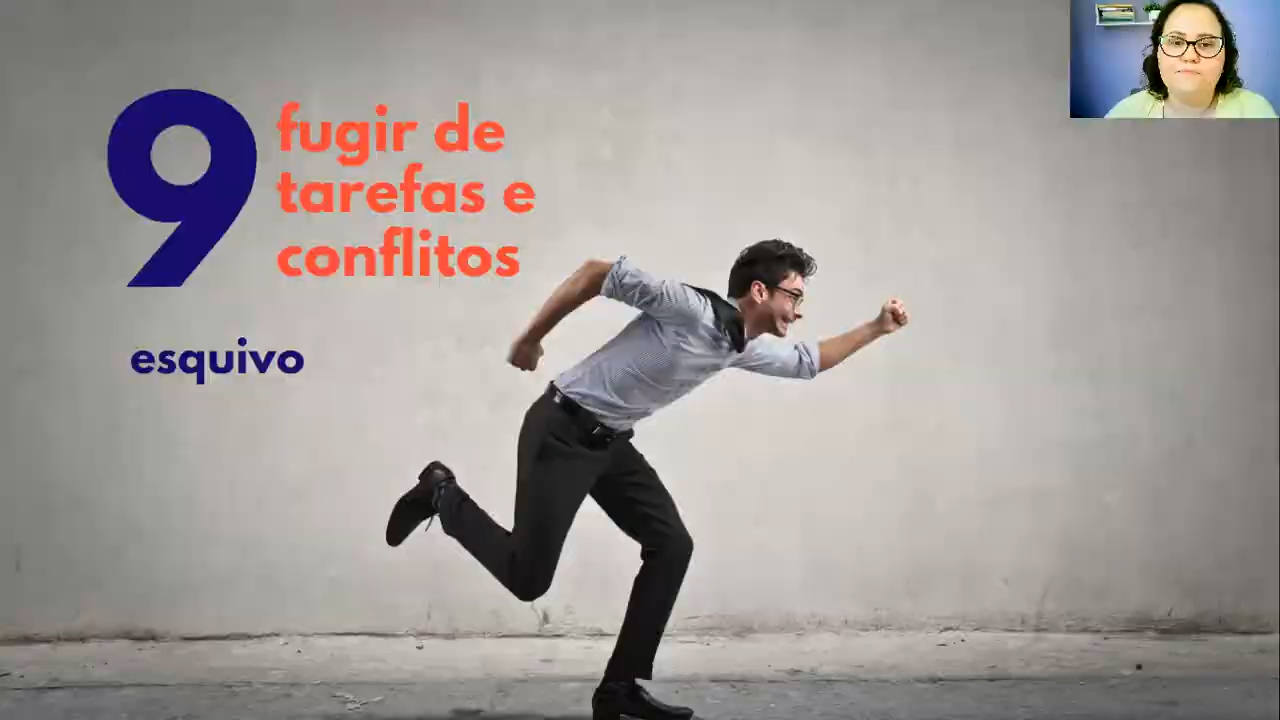 9
fugir de
tarefas e
conflitos
esquivo